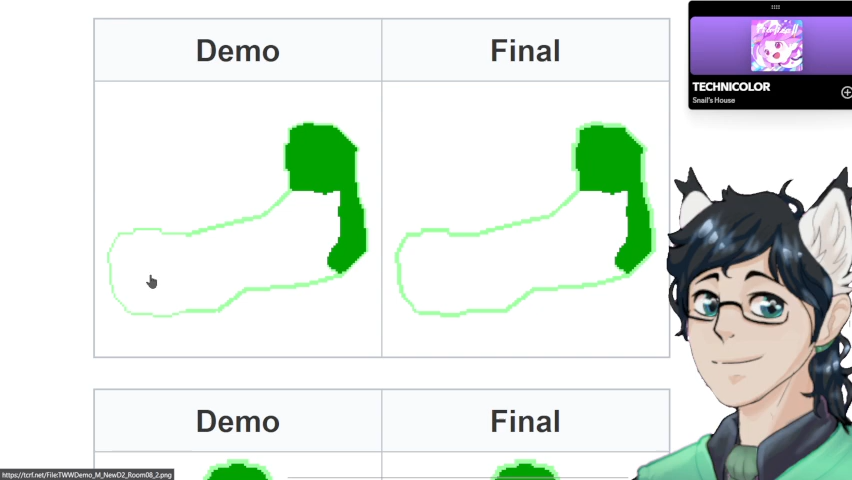 Demo
Final
TECHNICOLOR
Snail's House
Demo
Final
https://tcrf.net/File:TWWDemo_M_NewD2_Room08_2.png